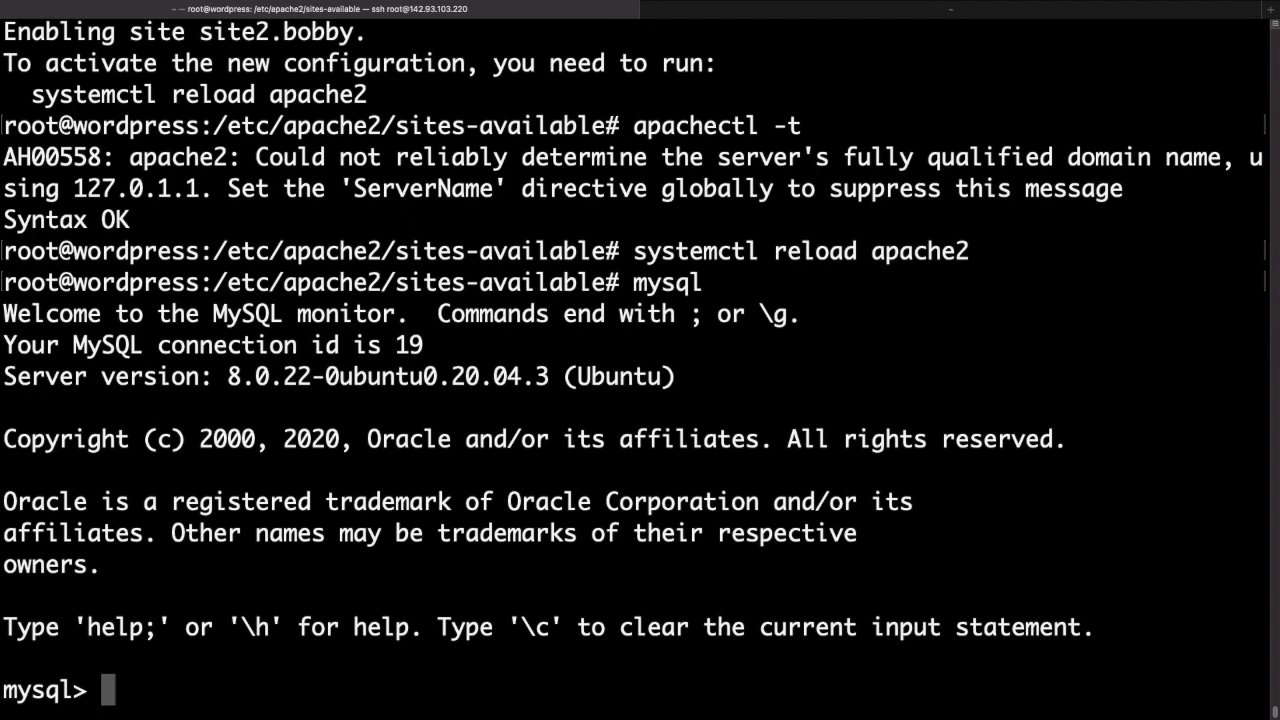 ~ — root@wordpress: /etc/apache2/sites-available — ssh root@142.93.103.220
~
+
Enabling site site2.bobby.
To activate the new configuration, you need to run:
  systemctl reload apache2
root@wordpress:/etc/apache2/sites-available# apachectl -t
AH00558: apache2: Could not reliably determine the server's fully qualified domain name, u
sing 127.0.1.1. Set the 'ServerName' directive globally to suppress this message
Syntax OK
root@wordpress:/etc/apache2/sites-available# systemctl reload apache2
root@wordpress:/etc/apache2/sites-available# mysql
Welcome to the MySQL monitor.  Commands end with ; or \g.
Your MySQL connection id is 19
Server version: 8.0.22-0ubuntu0.20.04.3 (Ubuntu)
Copyright (c) 2000, 2020, Oracle and/or its affiliates. All rights reserved.
Oracle is a registered trademark of Oracle Corporation and/or its
affiliates. Other names may be trademarks of their respective
owners.
Type 'help;' or '\h' for help. Type '\c' to clear the current input statement.
mysql>